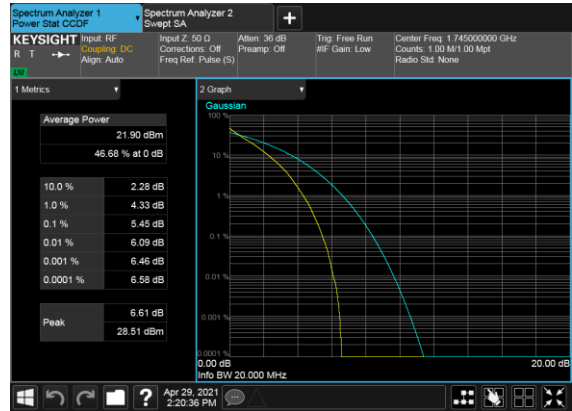 Spectrum Analyzer 1
Power Stat CCDF
Spectrum Analyzer 2
Swept SA
KEYSIGHT
R T
LXI
Input: RF
Coupling: DC
Align: Auto
Input Z: 50 Ω
Corrections: Off
Freq Ref: Pulse (S)
Atten: 36 dB
Preamp: Off
Trig: Free Run
#IF Gain: Low
Center Freq: 1.745000000 GHz
Counts: 1.00 M/1.00 Mpt
Radio Std: None
1 Metrics
Average Power
21.90 dBm
46.68 % at 0 dB
10.0 % 2.28 dB
1.0 % 4.33 dB
0.1 % 5.45 dB
0.01 % 6.09 dB
0.001 % 6.46 dB
0.0001 % 6.58 dB
Peak
6.61 dB
28.51 dBm
2 Graph
Gaussian
100 %
10 %
1 %
0.1 %
0.01 %
0.001 %
0.0001 %
0.00 dB
20.00 dB
Info BW 20.000 MHz
?
Apr 29, 2021
2:20:36 PM